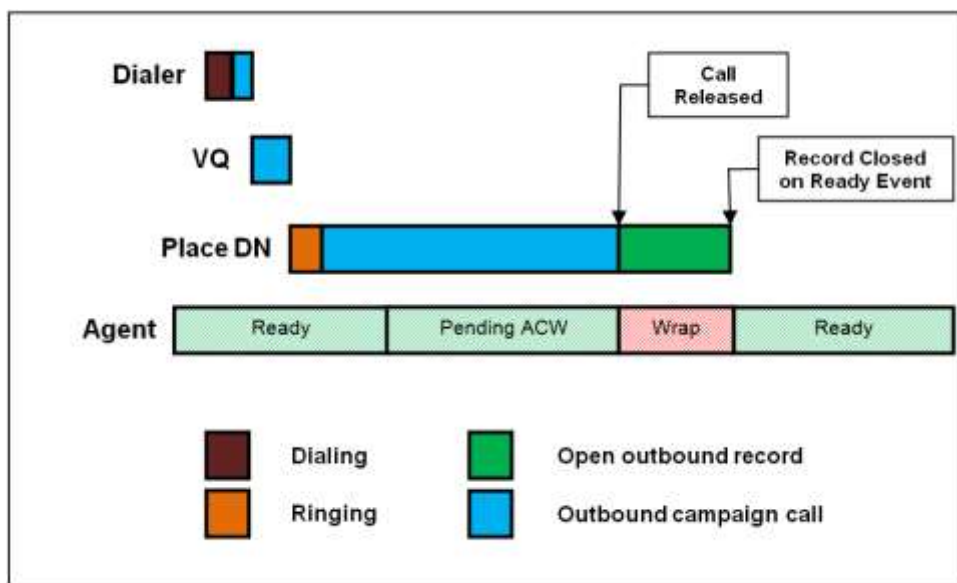 Dialer
Call
Released
VQ
Record Closed
on Ready Event
Place DN
Agent
Ready
Pending ACW
Wrap
Ready
Dialing
Open outbound record
Ringing
Outbound campaign call